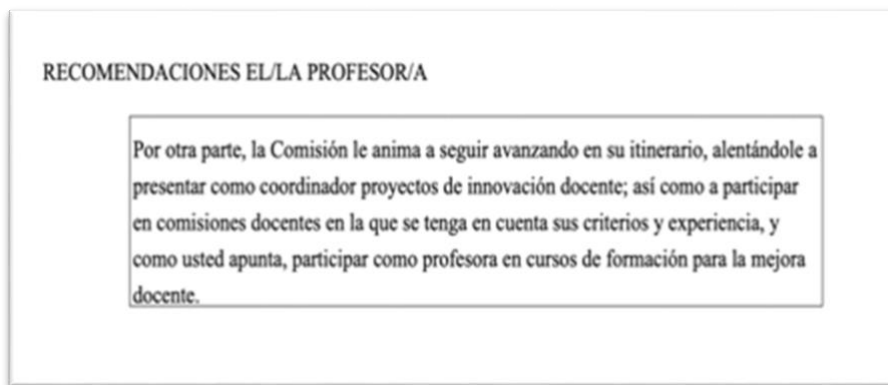 RECOMENDACIONES EL/LA PROFESOR/A
Por otra parte, la Comisión le anima a seguir avanzando en su itinerario, alentándole a
presentar como coordinador proyectos de innovación docente; así como a participar
en comisiones docentes en la que se tenga en cuenta sus criterios y experiencia, y
como usted apunta, participar como profesora en cursos de formación para la mejora
docente.